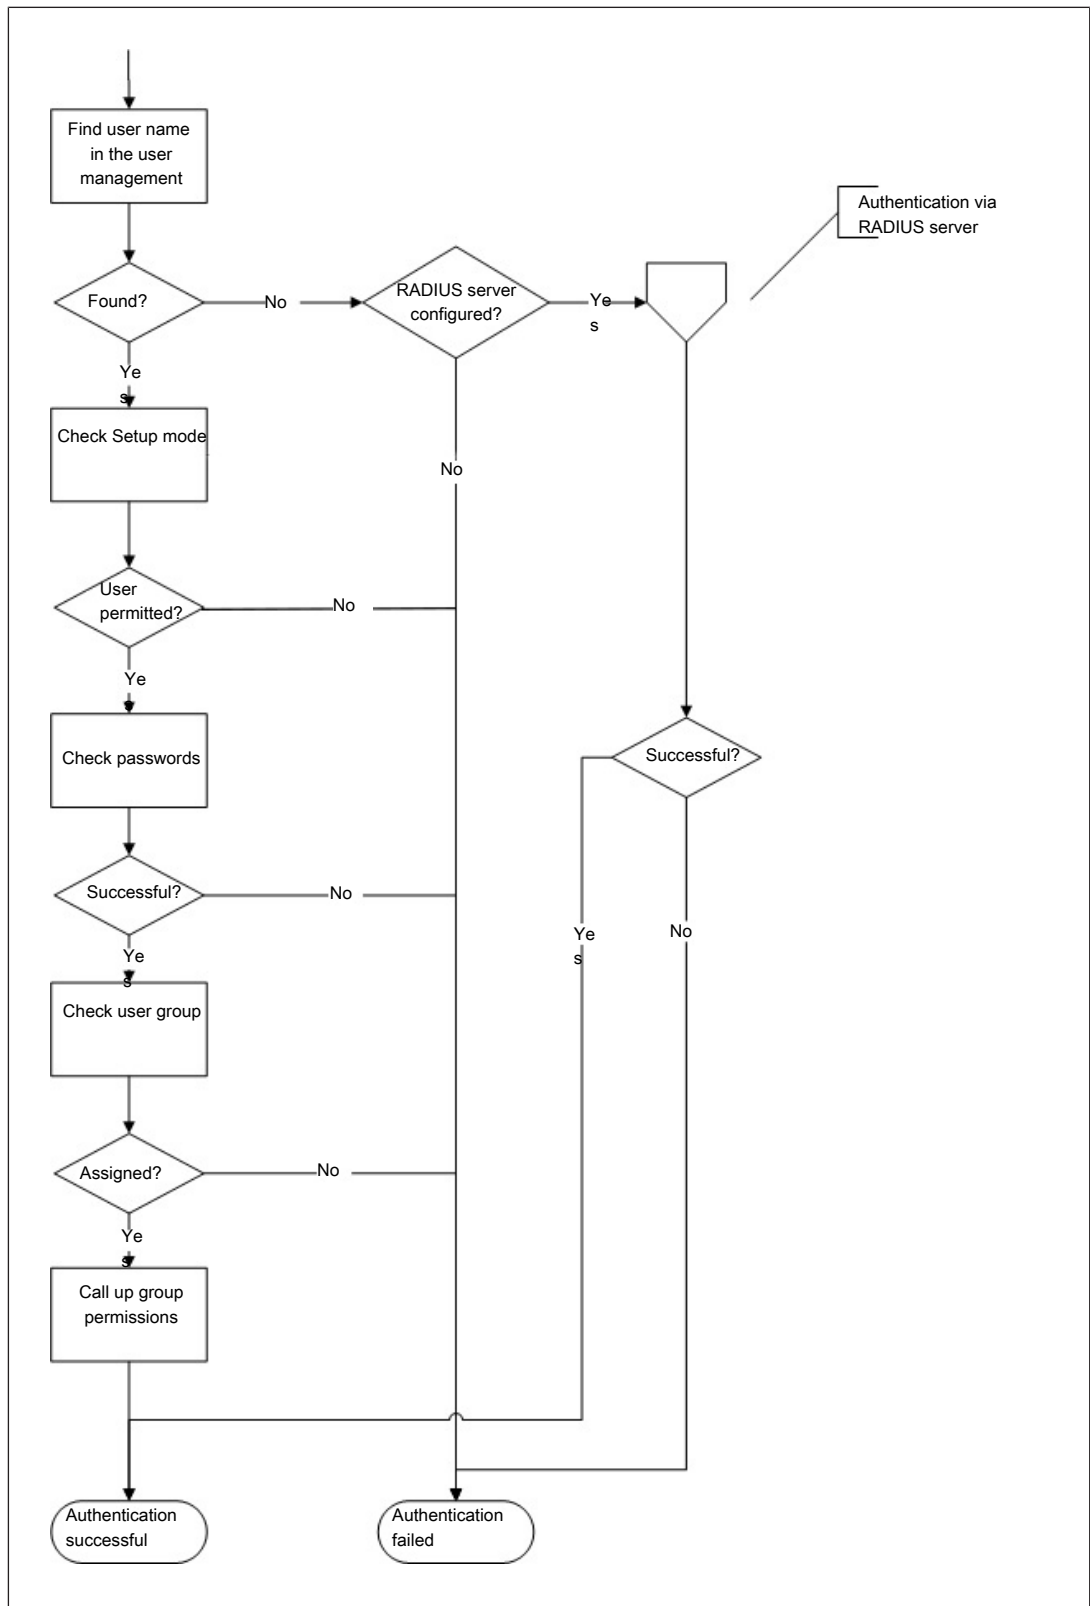 Find user name
in the user
management
Authentication via
RADIUS server
Found?
No
RADIUS server
configured?
Ye
s
Ye
s
Check Setup mode
No
User
permitted?
No
Ye
s
Check passwords
Successful?
Successful?
No
Ye
s
No
Ye
s
Check user group
Assigned?
No
Ye
s
Call up group
permissions
Authentication
successful
Authentication
failed